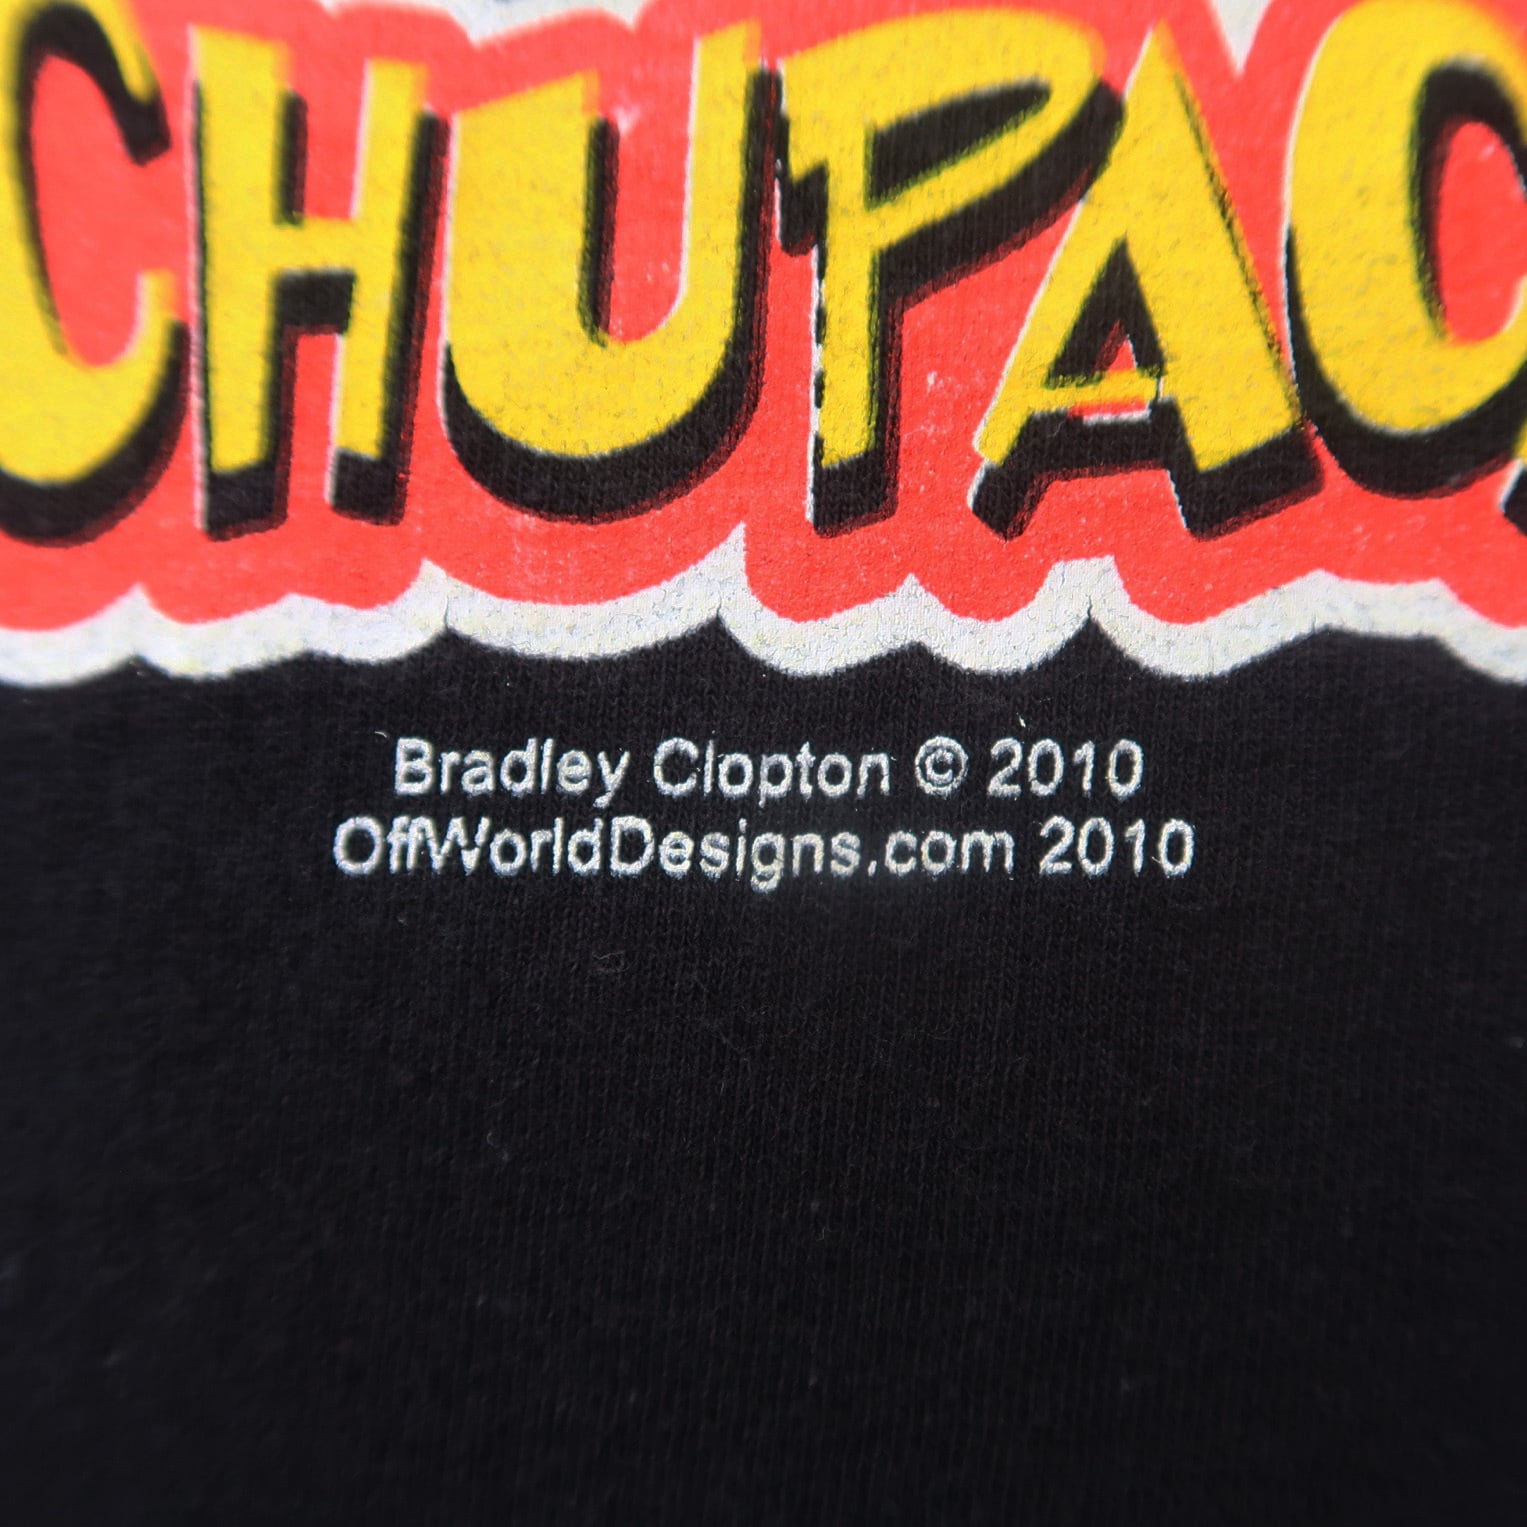 CHUPAC
Bradley Clopton © 2010
OffWorldDesigns.com 2010